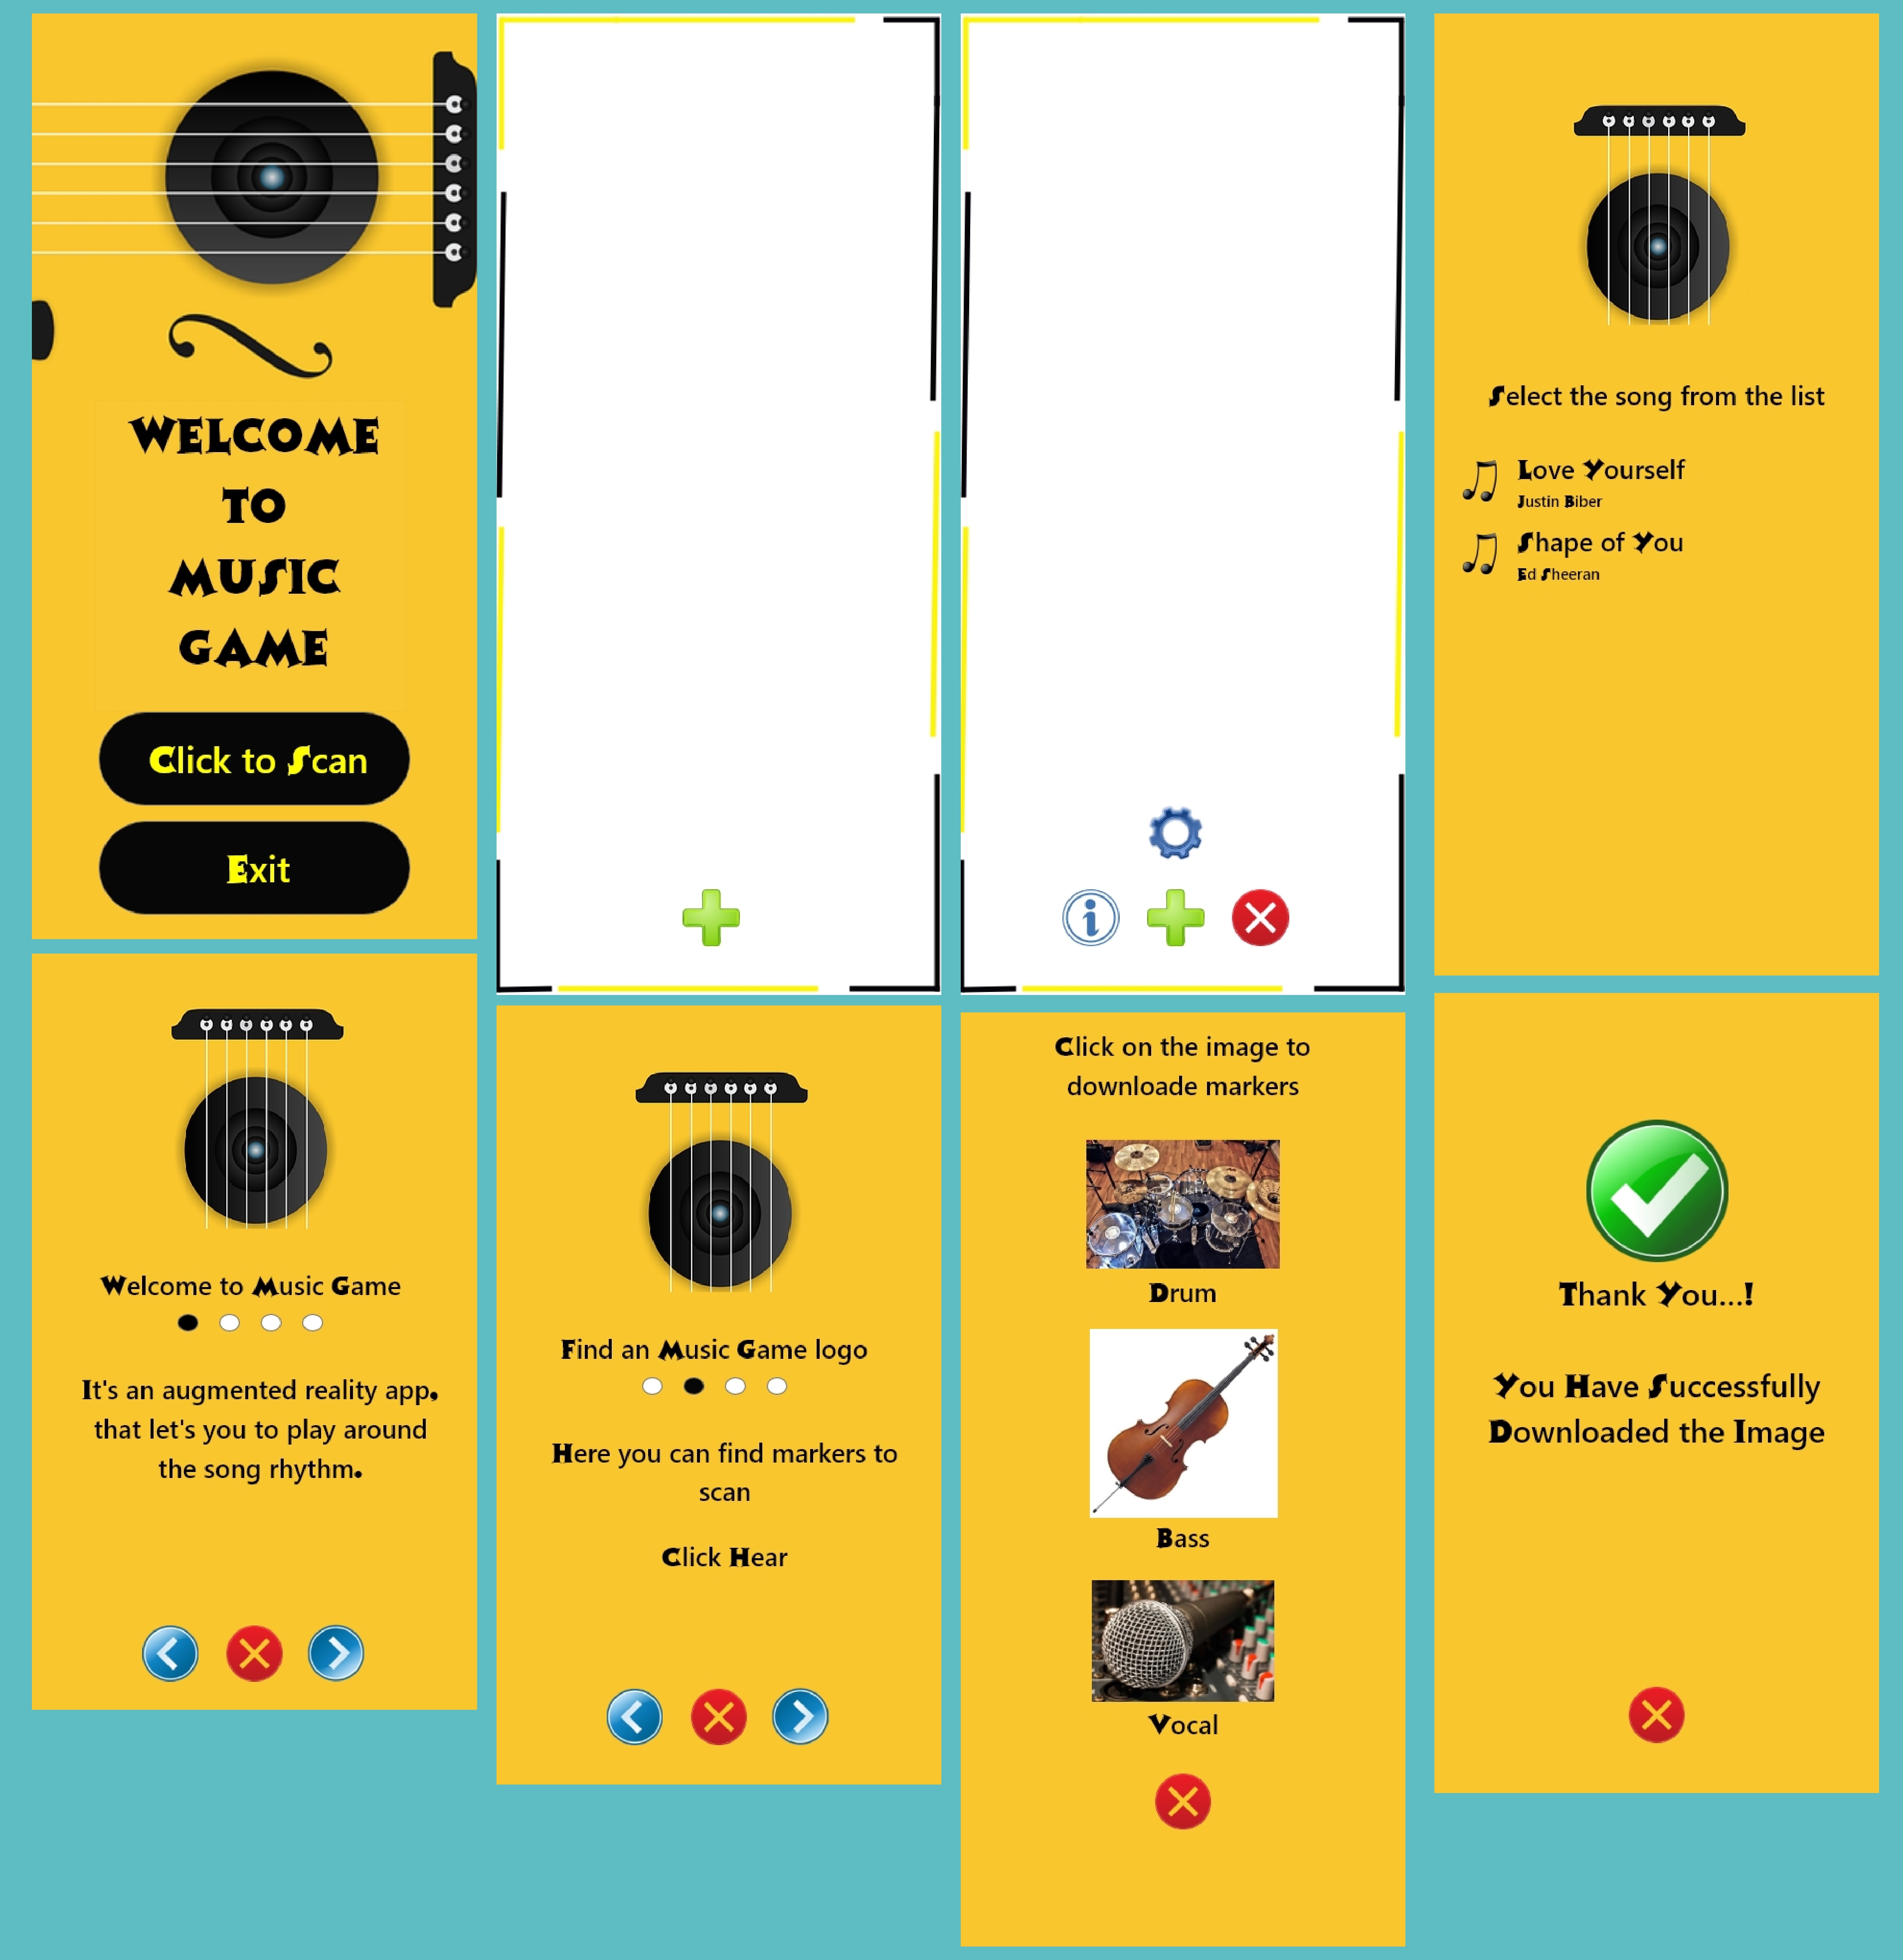 WELCOME
TO
MUSIC
GAME
Click to Scan
Exit
Select the song from the list
Love Yourself
Justin Biber
Shape of You
Ed Sheeran
Welcome to Music Game
It's an augmented reality app.
that let's you to play around
the song rhythm.
Find an Music Game logo
Here you can find markers to
scan
Click Hear
Click on the image to
downloade markers
Drum
Bass
Vocal
Thank You...!
You Have Successfully
Downloaded the Image